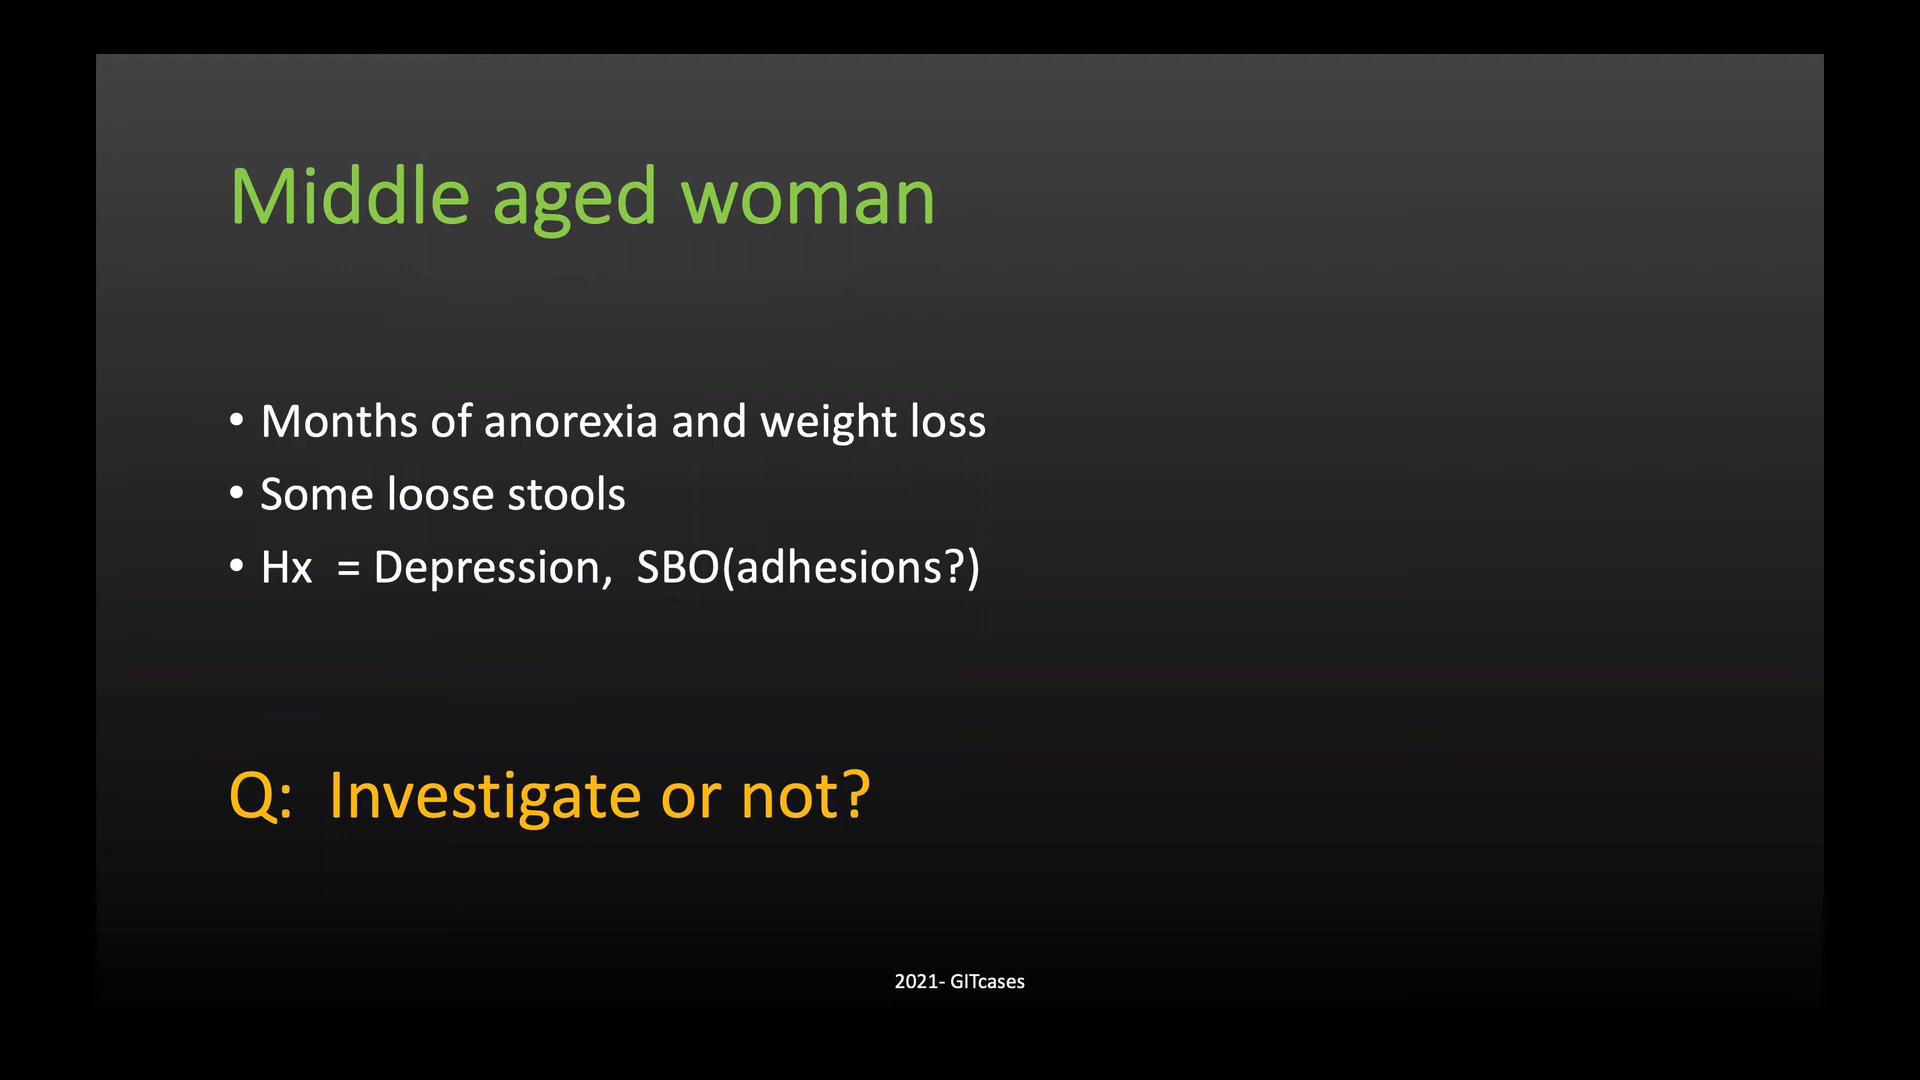 Middle aged woman
• Months of anorexia and weight loss
• Some loose stools
• Hx  = Depression,  SBO(adhesions?)
Q:  Investigate or not?
2021- GITcases